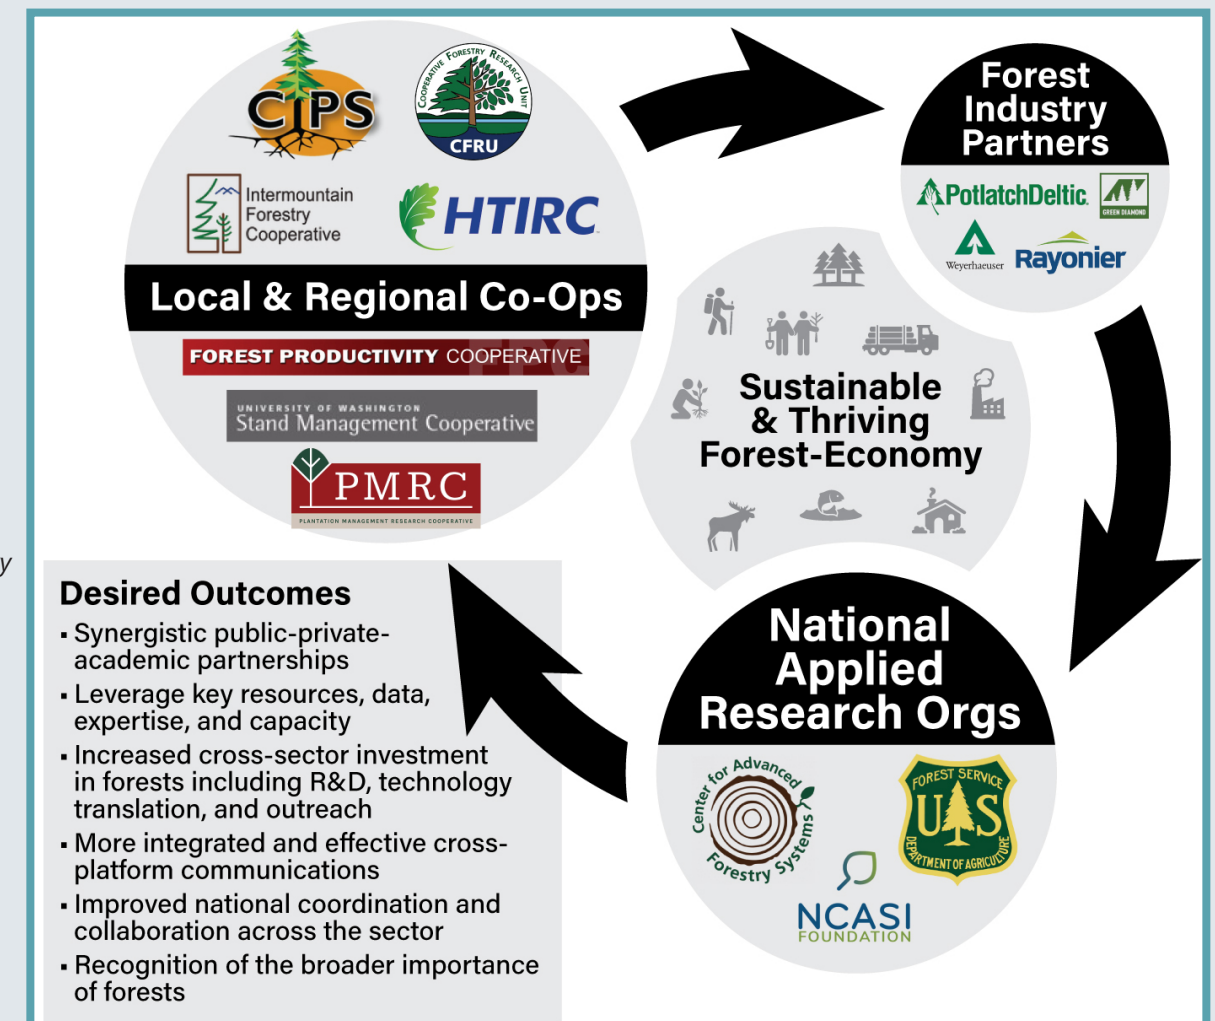 CIPS
COOPERATIVE FORESTRY RESEARCH UNIT
CFRU
Intermountain
Forestry
Cooperative
HTIRC
Local & Regional Co-Ops
FOREST PRODUCTIVITY COOPERATIVE
FPC
UNIVERSITY OF WASHINGTON
Stand Management Cooperative
PMRC
PLANTATION MANAGEMENT RESEARCH COOPERATIVE
Forest
Industry
Partners
PotlatchDeltic
GREEN DIAMOND
Weyerhaeuser
Rayonier
Sustainable
& Thriving
Forest-Economy
y
Desired Outcomes
▪ Synergistic public-private-
academic partnerships
▪ Leverage key resources, data,
expertise, and capacity
▪ Increased cross-sector investment
in forests including R&D, technology
translation, and outreach
▪ More integrated and effective cross-
platform communications
▪ Improved national coordination and
collaboration across the sector
▪ Recognition of the broader importance
of forests
National
Applied
Research Orgs
Center for Advanced
Forestry Systems
FOREST SERVICE
U S
DEPARTMENT OF AGRICULTURE
NCASI
FOUNDATION